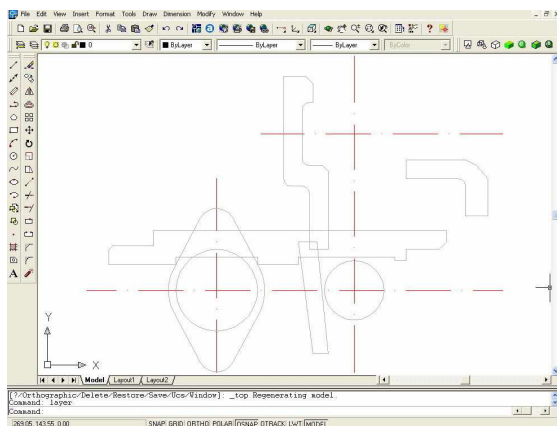 File Edit View Insert Format Tools Draw Dimension Modify Window Help
0 ByLayer ByLayer ByLayer ByColor
Y
X
Model Layout1 Layout2
[?/Orthographic/Delete/Restore/Save/Ucs/Window]: _top Regenerating model.
Command: layer
Command:
269.05, 143.55, 0.00 SNAP GRID ORTHO POLAR OSNAP OTRACK LWT MODEL